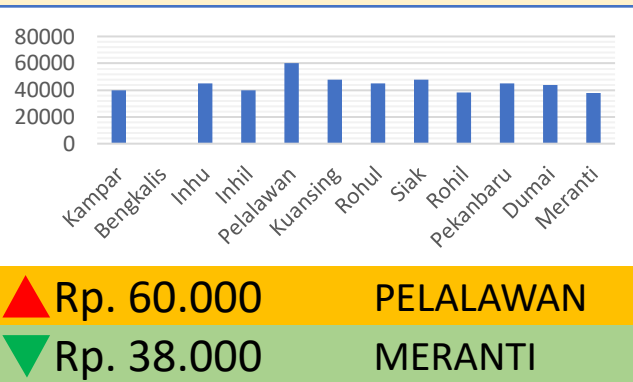 80000
60000
40000
20000
0
Kampar
Bengkalis
Inhu
Inhil
Pelalawan
Kuansing
Rohul
Siak
Rohil
Pekanbaru
Dumai
Meranti
Rp. 60.000 PELALAWAN
Rp. 38.000 MERANTI